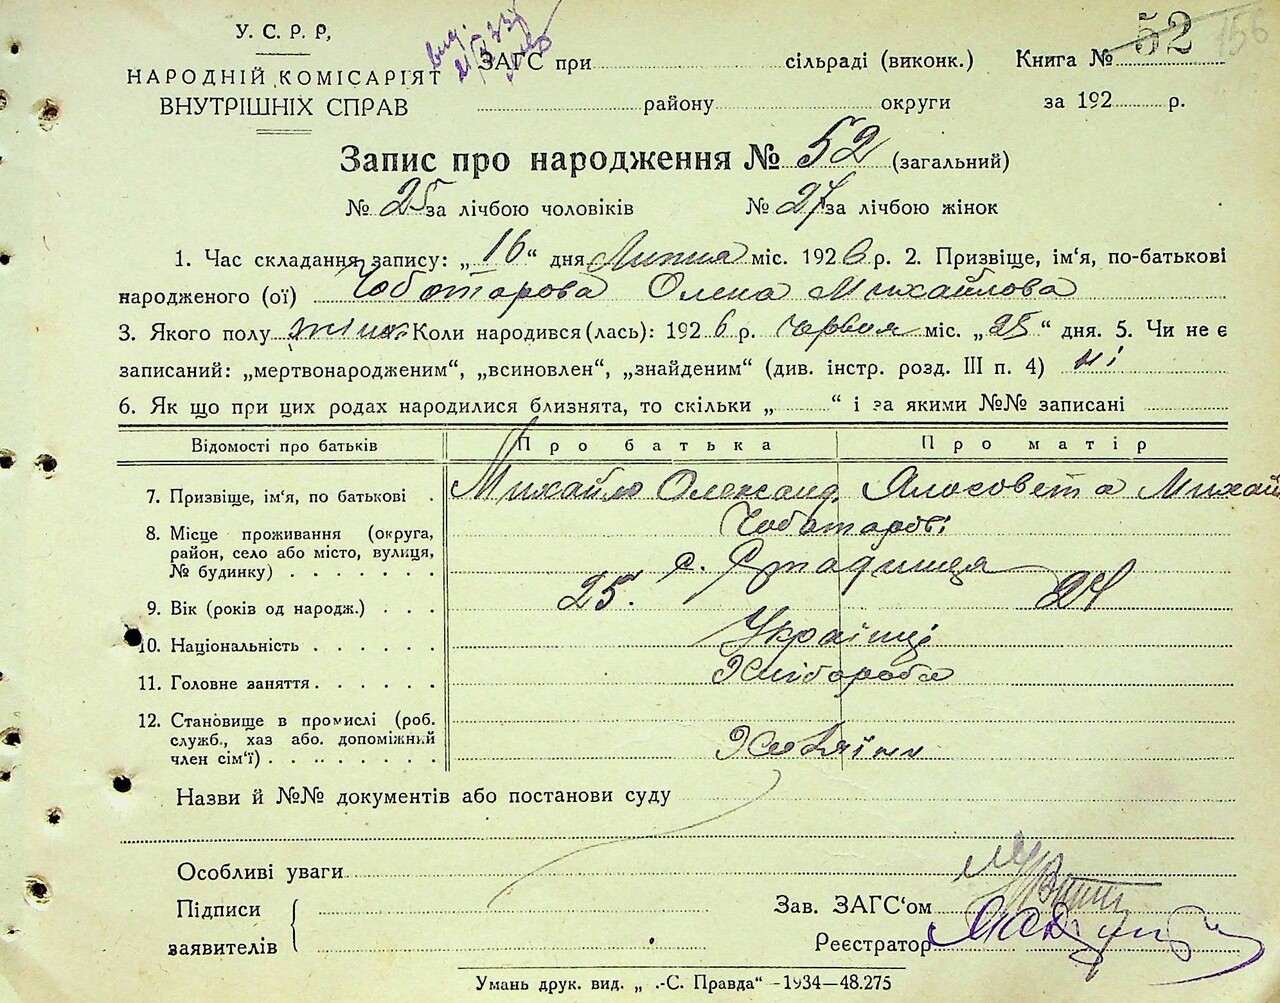 У. С. Р. Р,
НАРОДНІЙ КОМІСАРІЯТ
ВНУТРІШНІХ СПРАВ
вид.
ЗАГС при сільраді (виконк.) Книга № 52 156
району округи за 192 р.
Запис про народження № 52 (загальний)
№ 25 за лічбою чоловіків № 27 за лічбою жінок
1. Час складання запису: „16“ дня Липня міс. 1926 р. 2. Призвіще, ім'я, по-батькові
народженого (ої) Чоботарова Олена Михайлова
3. Якого полу жіноч Коли народився (лась): 1926 р. Червня міс. „25“ дня. 5. Чи не є
записаний: „мертвонародженим“, „всиновлен“, „знайденим“ (див. інстр. розд. III п. 4) ні
6. Як що при цих родах народилися близнята, то скільки „ “ і за якими №№ записані
Відомості про батьків Про батька Про матір
7. Призвіще, ім'я, по батькові . Михайло Олександ. Ялосовета Михай
Чоботарові
8. Місце проживання (округа,
район, село або місто, вулиця, с.
№ будинку)
9. Вік (років од народж.) 25. 24
10. Національність Українці
11. Головне заняття Хлібороби
12. Становище в промислі (роб.
служб., хаз або. допоміжний Хозяїни
член сім'ї)
Назви й №№ документів або постанови суду
Особливі уваги
Підписи Зав. ЗАГС'ом
заявителів Реєстратор
Умань друк. вид. „ .-С. Правда“ -1934—48.275